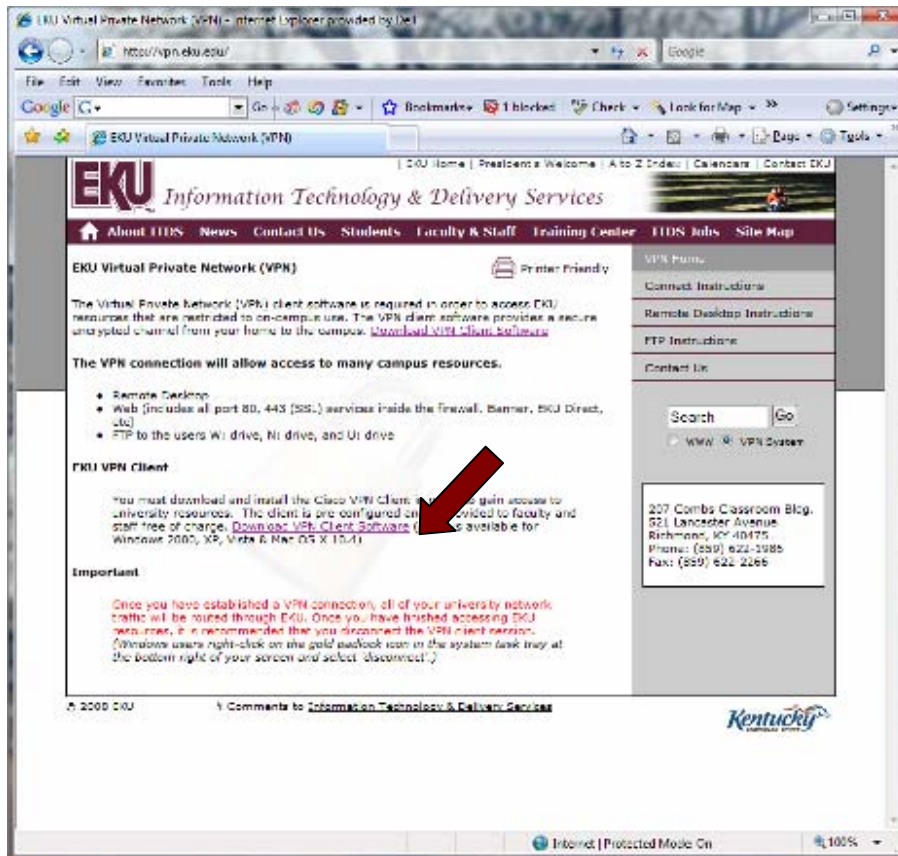 EKU Virtual Private Network (VPN) - Internet Explorer provided by Dell
http://vpn.eku.edu/
Google
File Edit View Favorites Tools Help
Google G Go Bookmarks 1 blocked Check Look for Map » Settings
EKU Virtual Private Network (VPN) Page Tools
EKU Home | President's Welcome | A to Z Index | Calendars | Contact EKU
EKU Information Technology & Delivery Services
About ITDS News Contact Us Students Faculty & Staff Training Center ITDS Jobs Site Map
EKU Virtual Private Network (VPN)
Printer Friendly
The Virtual Private Network (VPN) client software is required in order to access EKU
resources that are restricted to on-campus use. The VPN client software provides a secure
encrypted channel from your home to the campus. Download VPN Client Software
The VPN connection will allow access to many campus resources.
• Remote Desktop
• Web (includes all port 80, 443 (SSL) services inside the firewall. Banner, EKU Direct,
etc)
• FTP to the users W: drive, N: drive, and U: drive
EKU VPN Client
You must download and install the Cisco VPN Client gain access to
university resources. The client is pre configured and provided to faculty and
staff free of charge. Download VPN Client Software available for
Windows 2000, XP, Vista & Mac OS X 10.4)
Important
Once you have established a VPN connection, all of your university network
traffic will be routed through EKU. Once you have finished accessing EKU
resources, it is recommended that you disconnect the VPN client session.
(Windows users right-click on the gold padlock icon in the system task tray at
the bottom right of your screen and select 'disconnect'.)
VPN Home
Connect Instructions
Remote Desktop Instructions
FTP Instructions
Contact Us
Search Go
WWW VPN System
207 Combs Classroom Bldg.
521 Lancaster Avenue
Richmond, KY 40475
Phone: (859) 622-1986
Fax: (859) 622-2266
© 2008 EKU Comments to Information Technology & Delivery Services
Kentucky
Internet | Protected Mode: On 100%